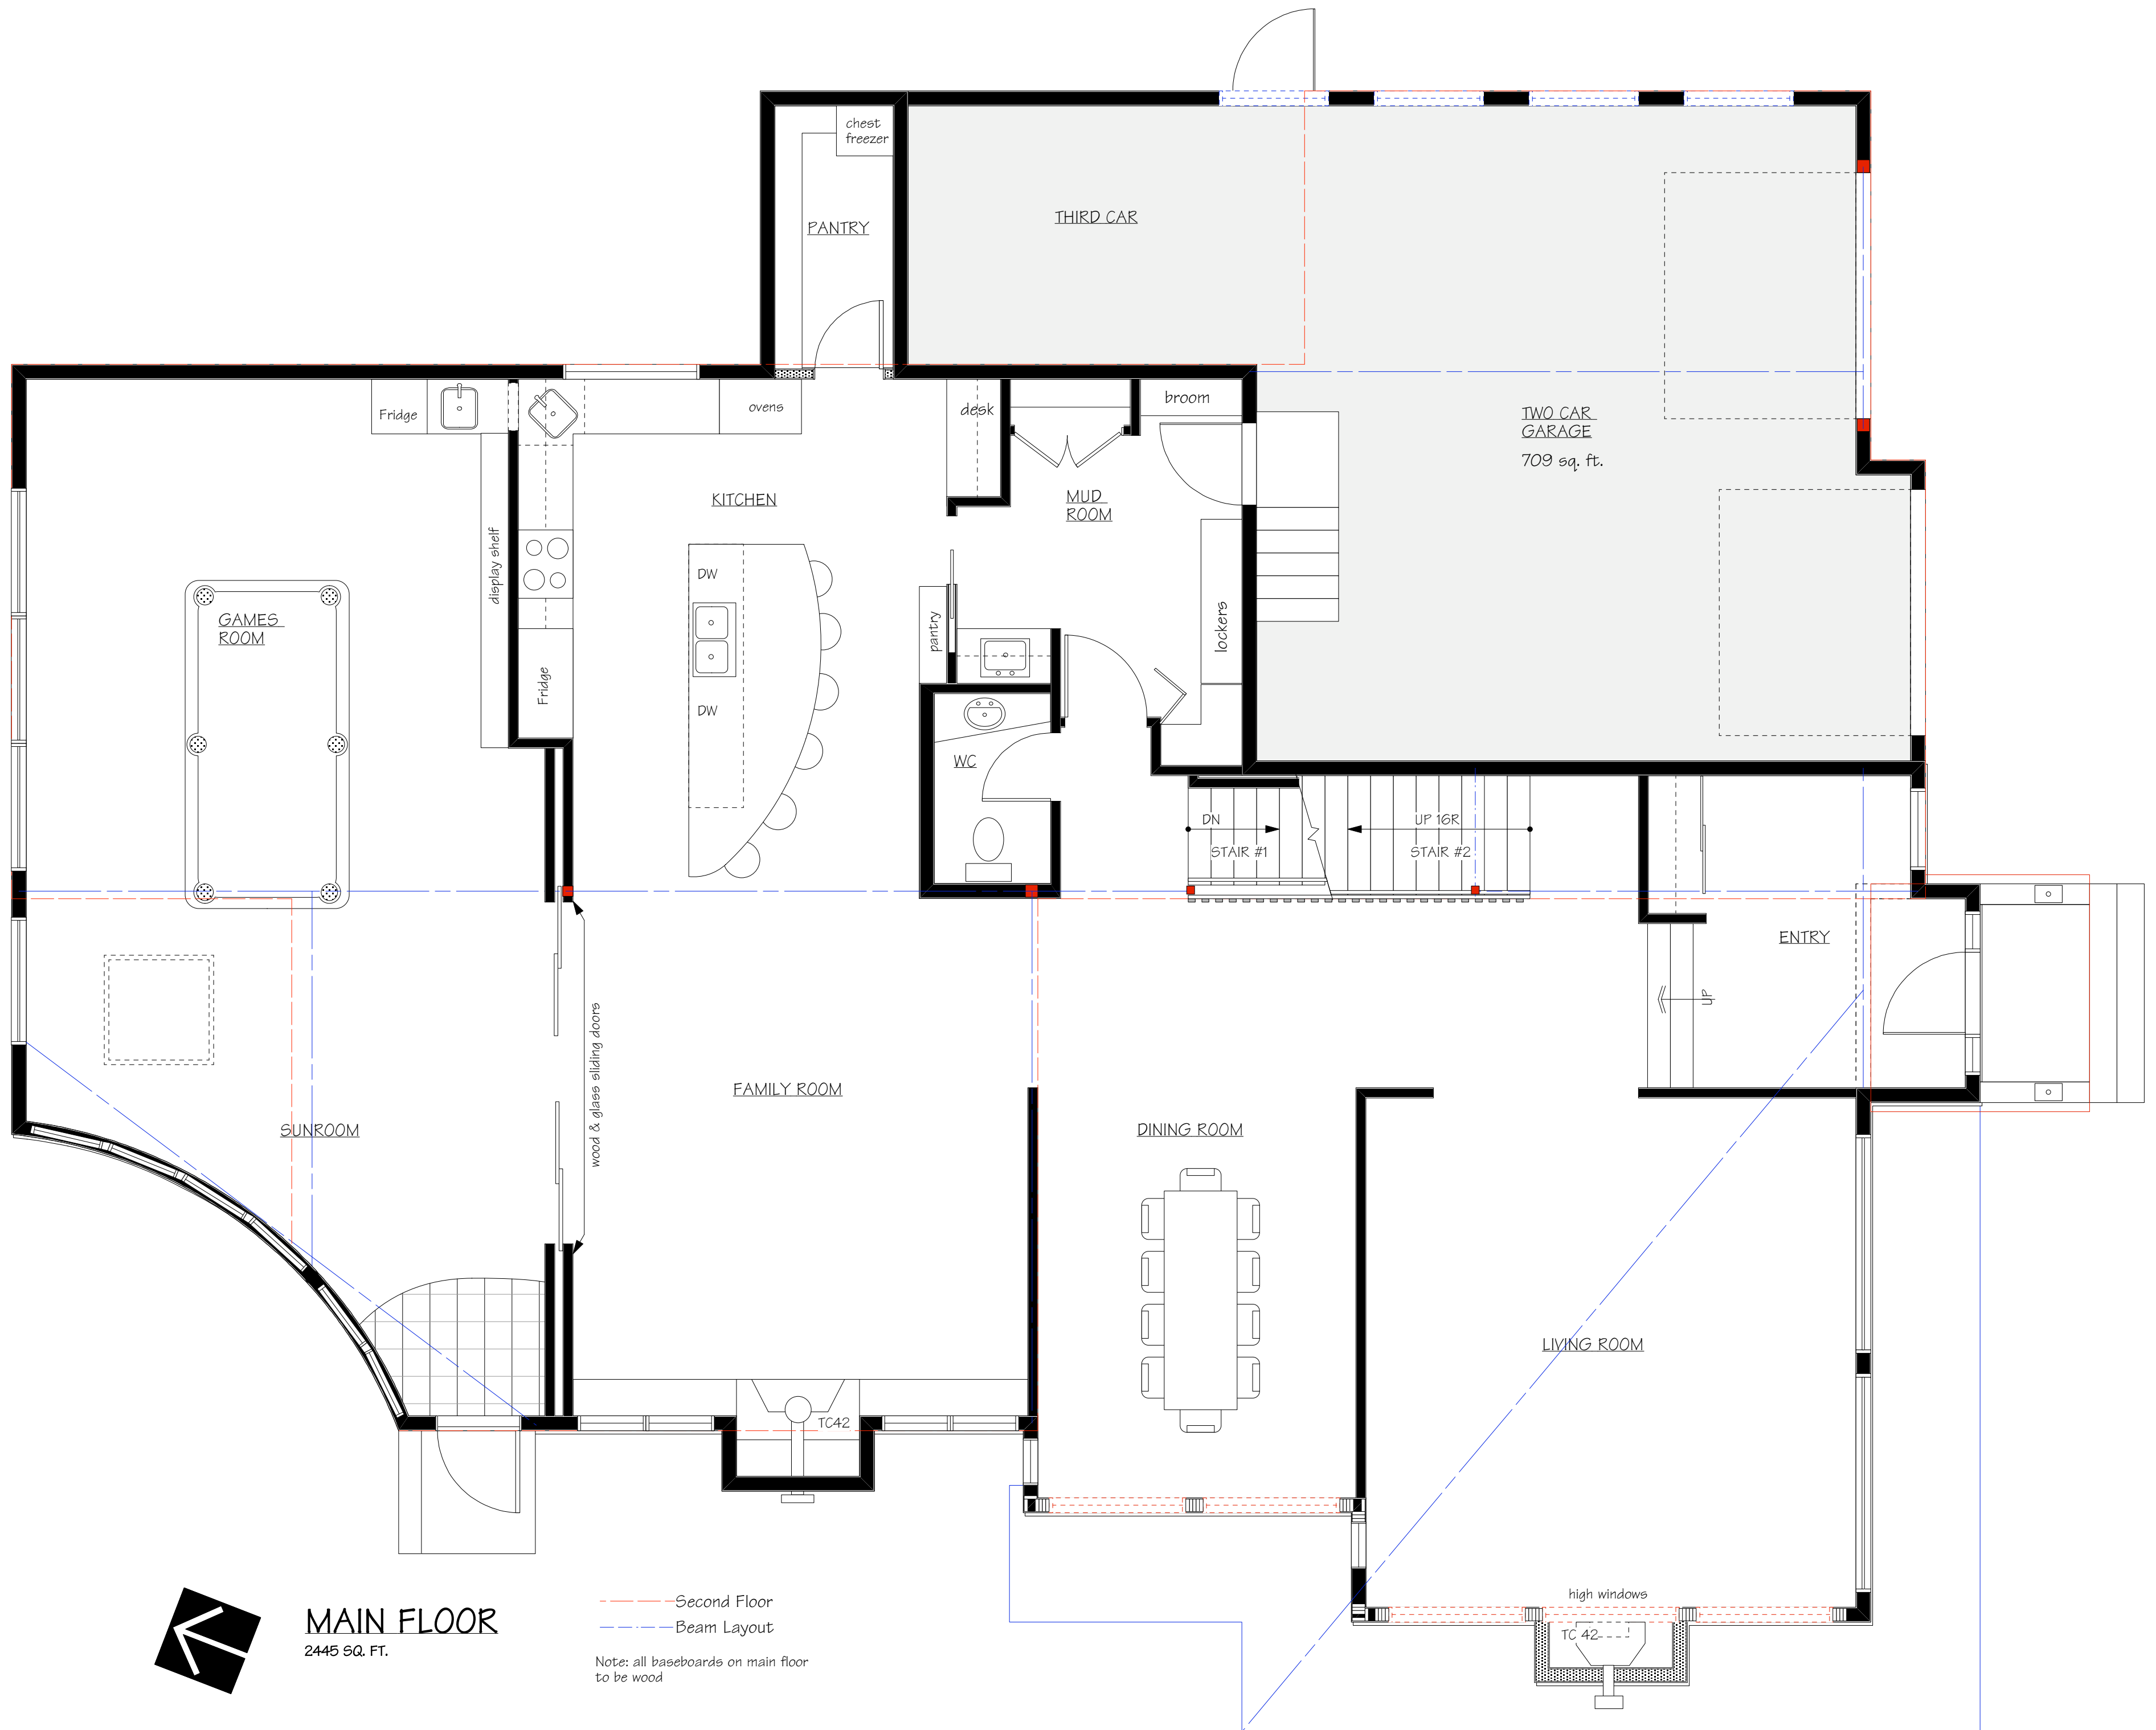 chest
freezer
PANTRY
THIRD CAR
Fridge
ovens
desk
broom
TWO CAR
GARAGE
709 sq. ft.
KITCHEN
MUD
ROOM
display shelf
GAMES
ROOM
DW
pantry
lockers
Fridge
DW
WC
DN
UP 16R
STAIR #1
STAIR #2
ENTRY
UP
wood & glass sliding doors
FAMILY ROOM
SUNROOM
DINING ROOM
LIVING ROOM
TC42
high windows
TC 42
MAIN FLOOR
2445 SQ. FT.
Second Floor
Beam Layout
Note: all baseboards on main floor
to be wood